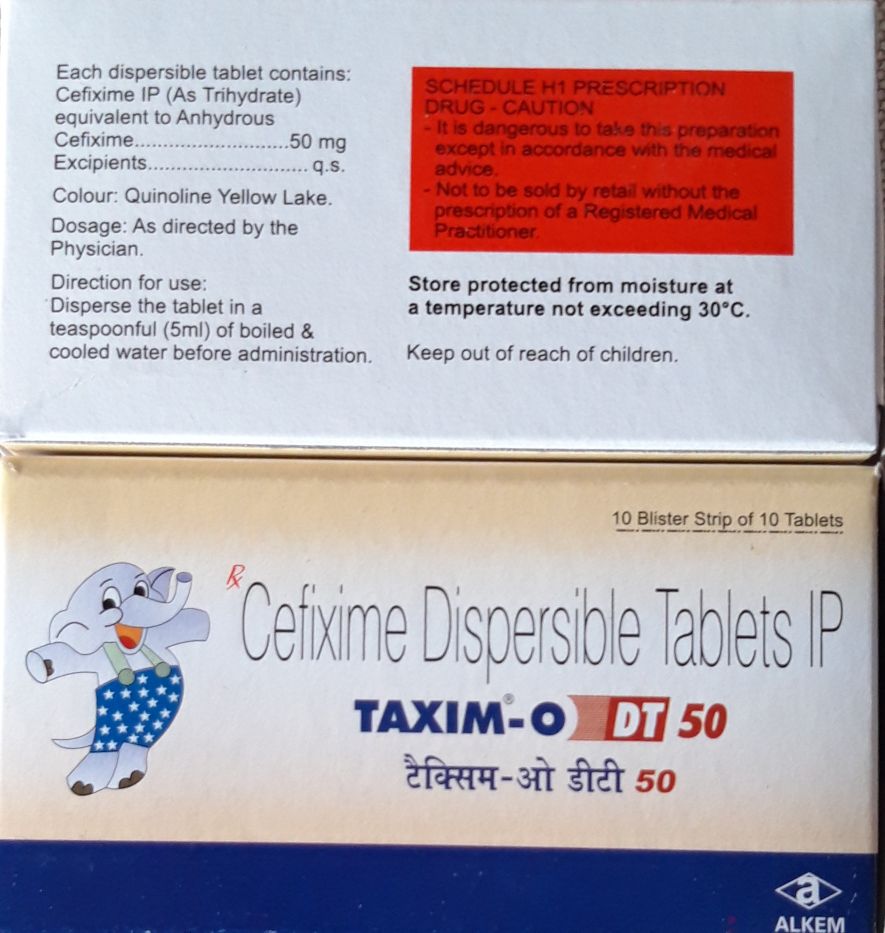 Each dispersible tablet contains:
Cefixime IP (As Trihydrate)
equivalent to Anhydrous
Cefixime............................50 mg
Excipients............................. q.s.
Colour: Quinoline Yellow Lake.
Dosage: As directed by the
Physician.
Direction for use:
Disperse the tablet in a
teaspoonful (5ml) of boiled &
cooled water before administration.
SCHEDULE H1 PRESCRIPTION
DRUG - CAUTION
- It is dangerous to take this preparation
except in accordance with the medical
advice.
- Not to be sold by retail without the
prescription of a Registered Medical
Practitioner.
Store protected from moisture at
a temperature not exceeding 30°C.
Keep out of reach of children.
10 Blister Strip of 10 Tablets
℞ Cefixime Dispersible Tablets IP
TAXIM®-O DT 50
टैक्सिम-ओ डीटी 50
a
ALKEM